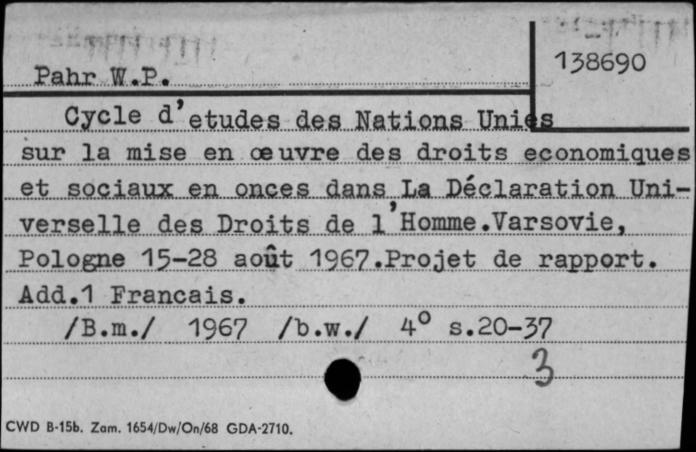 138690
Pahr W.P.
Cycle d'etudes des Nations Unies
sur la mise en œuvre des droits economiques
et sociaux en onces dans La Déclaration Uni-
verselle des Droits de l'Homme.Varsovie,
Pologne 15-28 août 1967.Projet de rapport.
Add.1 Francais.
/B.m./ 1967 /b.w./ 4° s.20-37
3
CWD B-15b. Zam. 1654/Dw/On/68 GDA-2710.